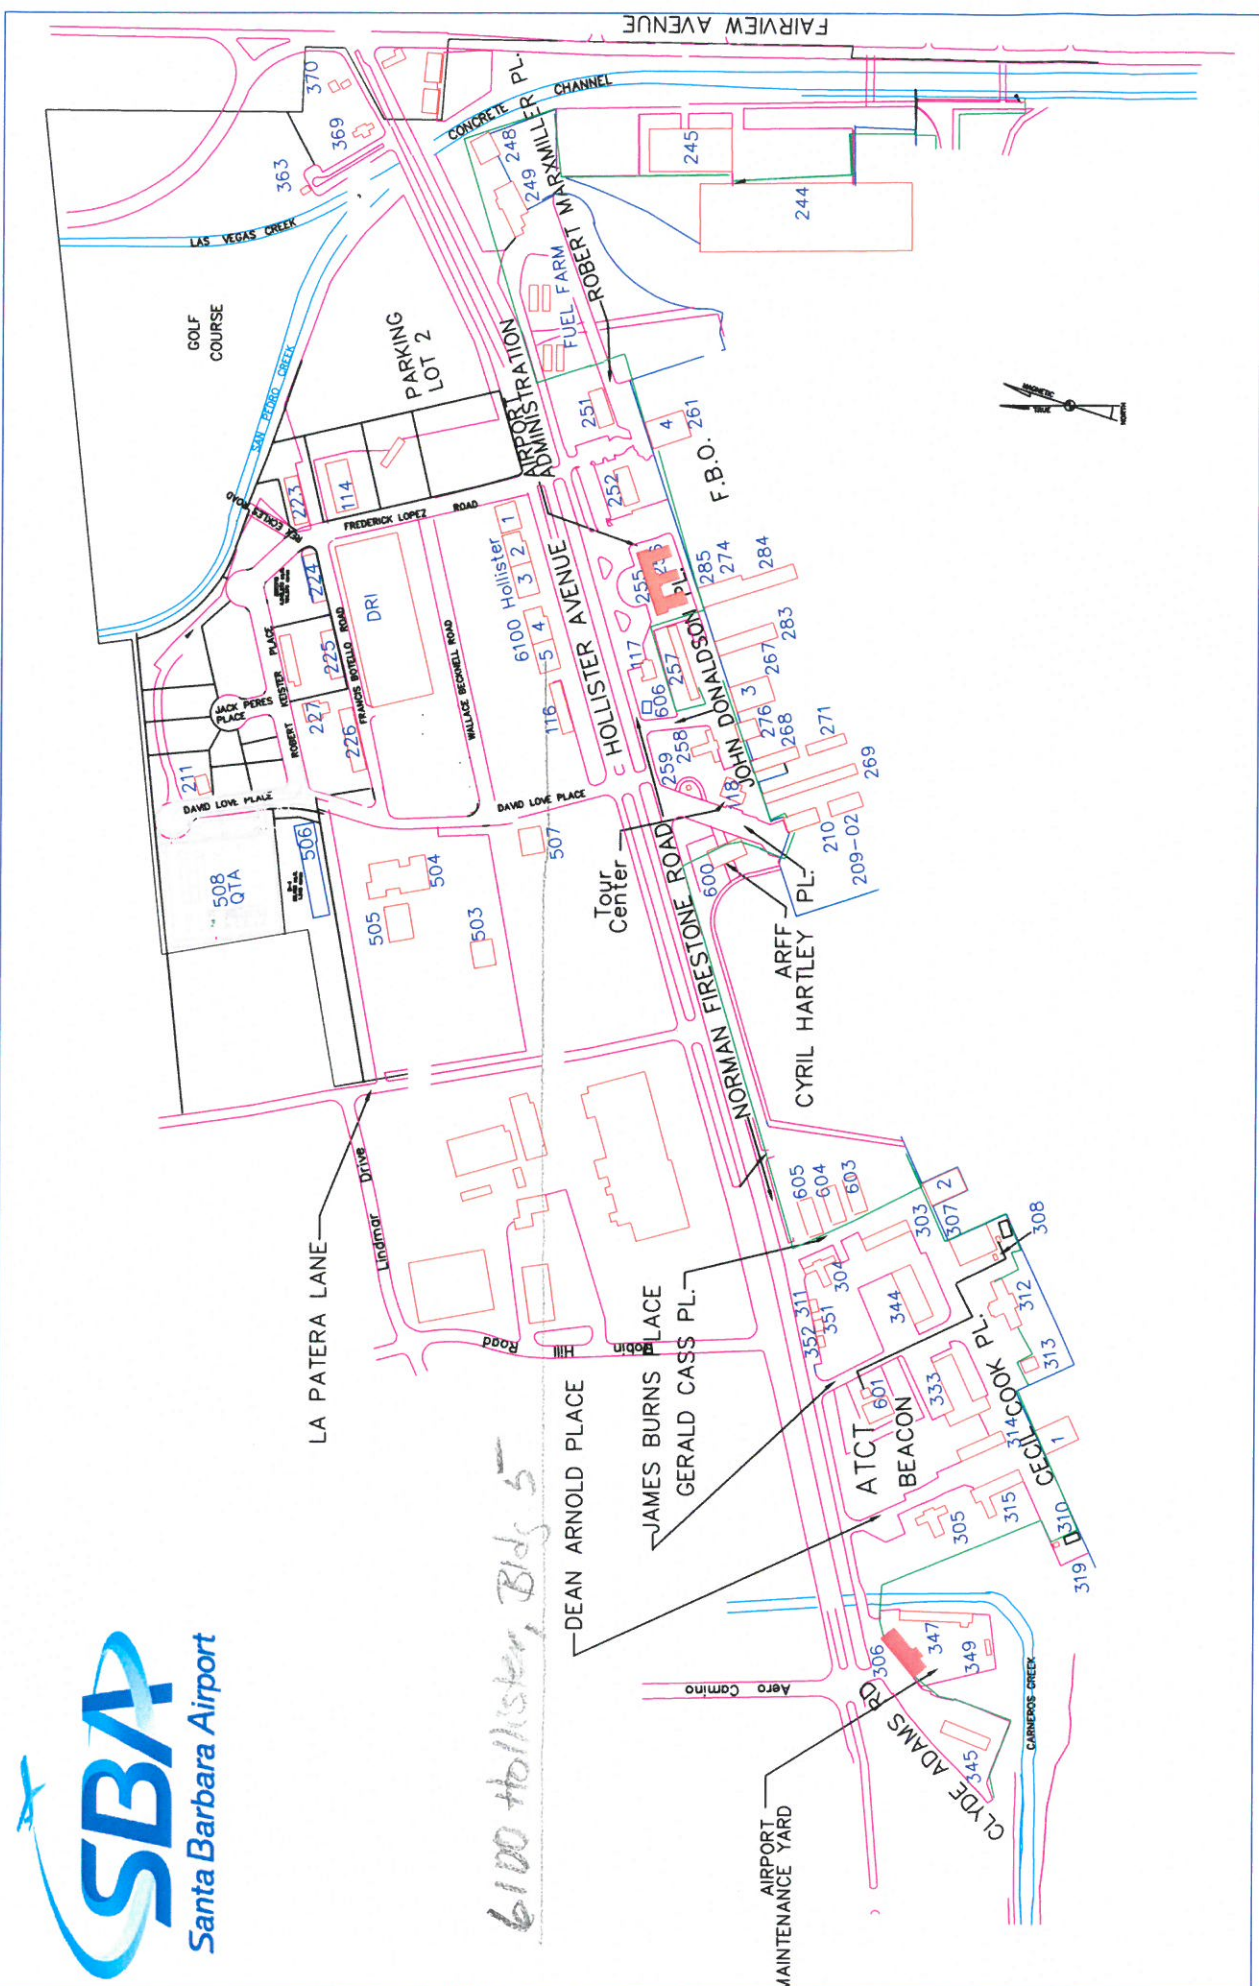 SBA
Santa Barbara Airport
6100 Hollister, Bldg 5
FAIRVIEW AVENUE
370
369
363
LAS VEGAS CREEK
GOLF
COURSE
SAN PEDRO CREEK
PARKING
LOT 2
CONCRETE CHANNEL
248
249
ROBERT MARXMILLER PL.
245
244
FUEL FARM
AIRPORT
ADMINISTRATION
251
4
261
252
F.B.O.
REX ECKLES ROAD
223
114
FREDERICK LOPEZ ROAD
224
225
DRI
FRANCIS BOTELLO ROAD
WALLACE BECKNELL ROAD
ROBERT KEISTER PLACE
JACK PERES
PLACE
227
226
211
DAVID LOVE PLACE
6100 Hollister
1
2
3
4
5
116
HOLLISTER AVENUE
255
256
117
257
606
JOHN DONALDSON PL.
285
274
284
283
267
3
276
268
271
269
258
259
118
210
209-02
DAVID LOVE PLACE
507
506
508
QTA
504
505
503
Tour
Center
600
ARFF
CYRIL HARTLEY PL.
NORMAN FIRESTONE ROAD
MAGNETIC
TRUE
NORTH
LA PATERA LANE
Lindmar Drive
Robin Hill Road
605
604
603
303
2
307
308
304
311
351
352
344
312
313
JAMES BURNS PLACE
GERALD CASS PL.
DEAN ARNOLD PLACE
601
333
ATCT
BEACON
314
CECIL COOK PL.
1
305
315
310
319
306
347
349
345
Aero Camino
CLYDE ADAMS RD
CARNEROS CREEK
AIRPORT
MAINTENANCE YARD